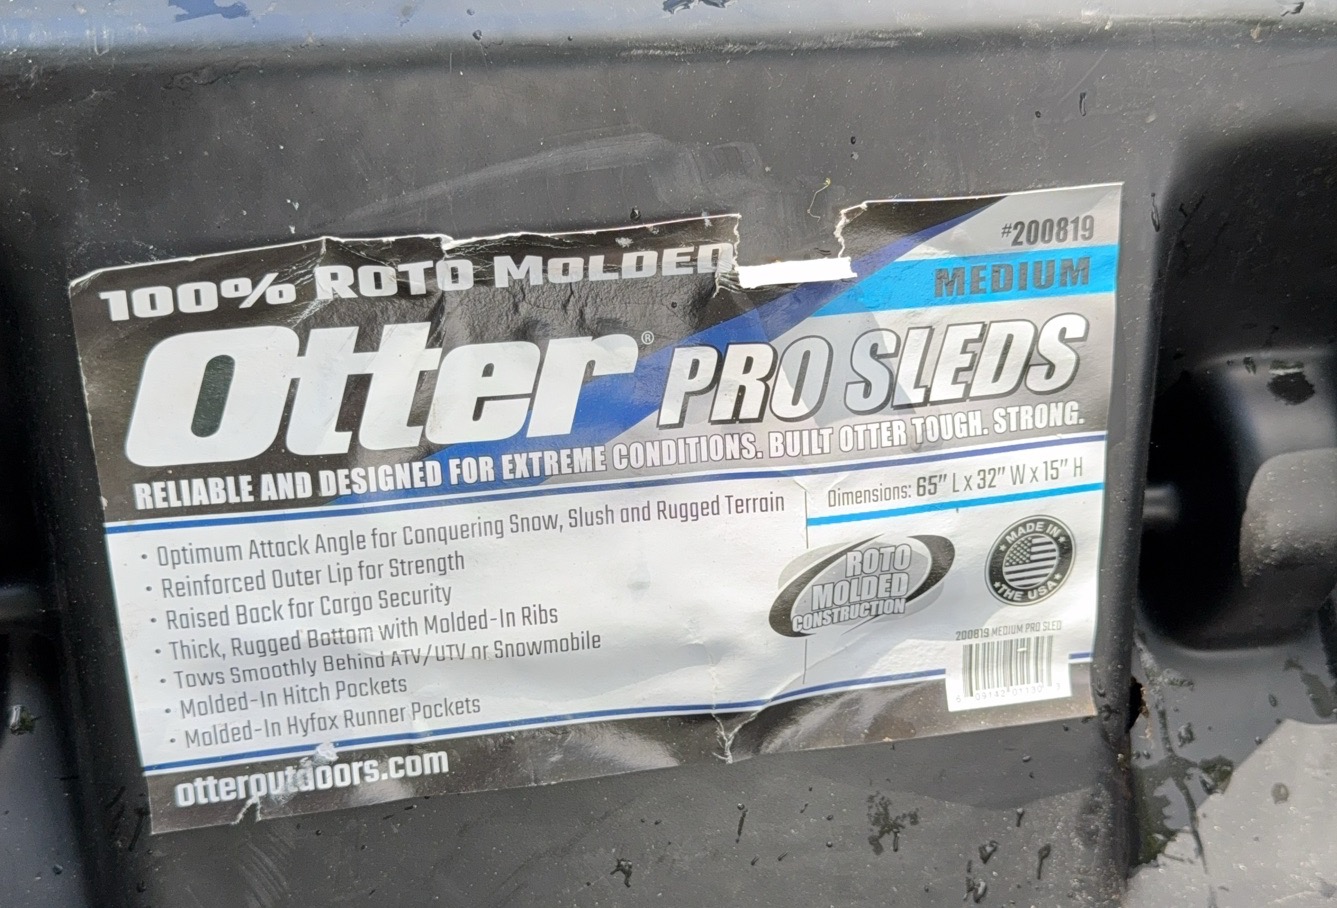 100% ROTO MOLDED
#200819
MEDIUM
Otter® PRO SLEDS
RELIABLE AND DESIGNED FOR EXTREME CONDITIONS. BUILT OTTER TOUGH. STRONG.
• Optimum Attack Angle for Conquering Snow, Slush and Rugged Terrain
• Reinforced Outer Lip for Strength
• Raised Back for Cargo Security
• Thick, Rugged Bottom with Molded-In Ribs
• Tows Smoothly Behind ATV/UTV or Snowmobile
• Molded-In Hitch Pockets
• Molded-In Hyfax Runner Pockets
Dimensions: 65" L x 32" W x 15" H
ROTO
MOLDED
CONSTRUCTION
MADE IN
THE USA
200819 MEDIUM PRO SLED
otteroutdoors.com